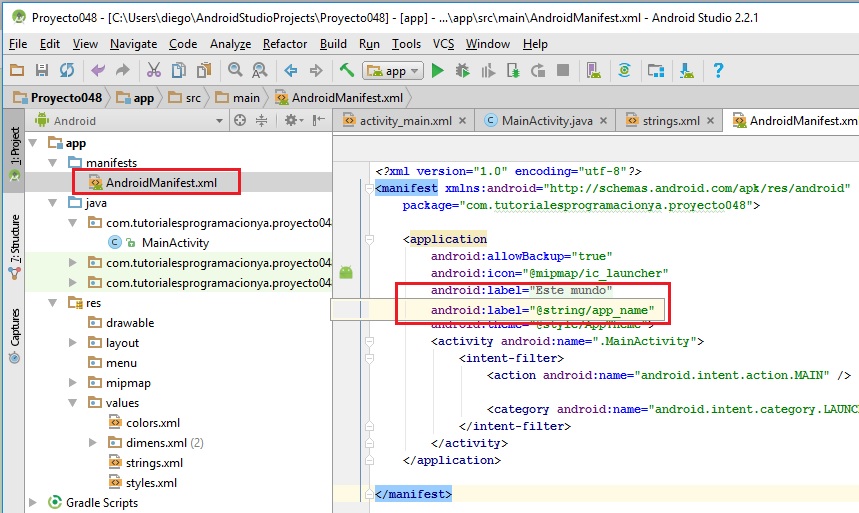 Proyecto048 - [C:\Users\diego\AndroidStudioProjects\Proyecto048] - [app] - ...\app\src\main\AndroidManifest.xml - Android Studio 2.2.1
File Edit View Navigate Code Analyze Refactor Build Run Tools VCS Window Help
app
Proyecto048 app src main AndroidManifest.xml
1: Project
7: Structure
Captures
Android
app
manifests
AndroidManifest.xml
java
com.tutorialesprogramacionya.proyecto04
MainActivity
com.tutorialesprogramacionya.proyecto04
com.tutorialesprogramacionya.proyecto04
res
drawable
layout
menu
mipmap
values
colors.xml
dimens.xml (2)
strings.xml
styles.xml
Gradle Scripts
activity_main.xml MainActivity.java strings.xml AndroidManifest.xm
<?xml version="1.0" encoding="utf-8"?>
<manifest xmlns:android="http://schemas.android.com/apk/res/android"
package="com.tutorialesprogramacionya.proyecto048">
<application
android:allowBackup="true"
android:icon="@mipmap/ic_launcher"
android:label="Este mundo"
android:label="@string/app_name"
android:theme="@style/AppTheme">
<activity android:name=".MainActivity">
<intent-filter>
<action android:name="android.intent.action.MAIN" />
<category android:name="android.intent.category.LAUNC
</intent-filter>
</activity>
</application>
</manifest>